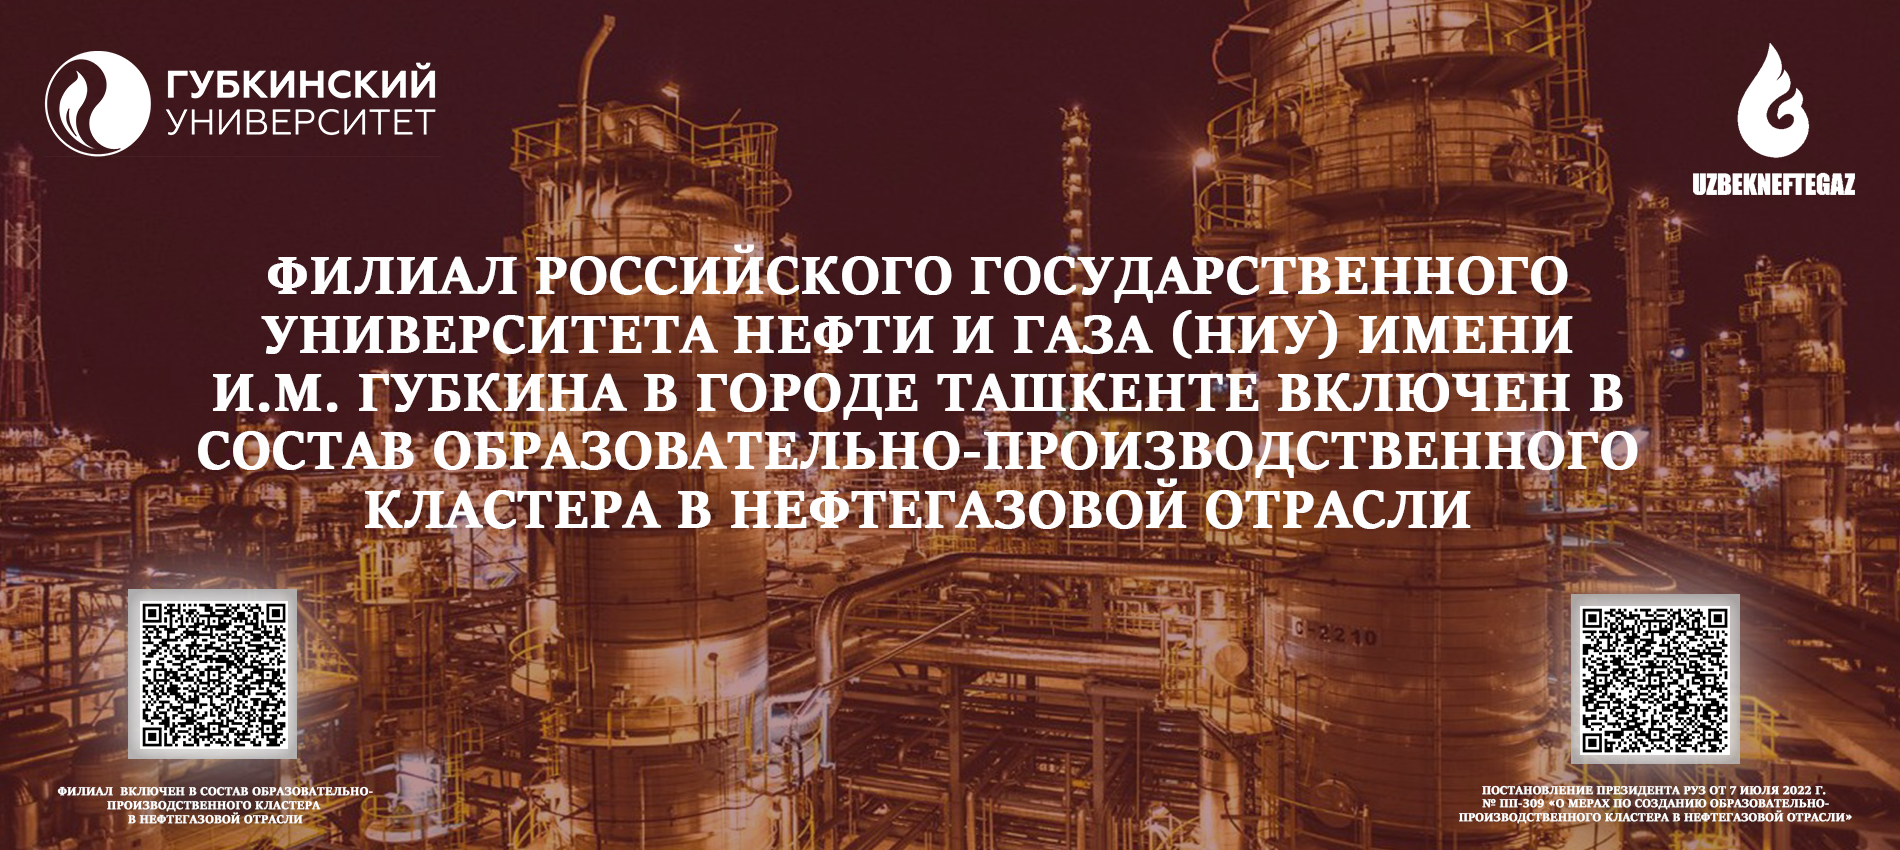 ГУБКИНСКИЙ
УНИВЕРСИТЕТ
UZBEKNEFTEGAZ
ФИЛИАЛ РОССИЙСКОГО ГОСУДАРСТВЕННОГО
УНИВЕРСИТЕТА НЕФТИ И ГАЗА (НИУ) ИМЕНИ
И.М. ГУБКИНА В ГОРОДЕ ТАШКЕНТЕ ВКЛЮЧЕН В
СОСТАВ ОБРАЗОВАТЕЛЬНО-ПРОИЗВОДСТВЕННОГО
КЛАСТЕРА В НЕФТЕГАЗОВОЙ ОТРАСЛИ
C-2210
ФИЛИАЛ ВКЛЮЧЕН В СОСТАВ ОБРАЗОВАТЕЛЬНО-
ПРОИЗВОДСТВЕННОГО КЛАСТЕРА
В НЕФТЕГАЗОВОЙ ОТРАСЛИ
ПОСТАНОВЛЕНИЕ ПРЕЗИДЕНТА РУЗ ОТ 7 ИЮЛЯ 2022 Г.
№ ПП-309 «О МЕРАХ ПО СОЗДАНИЮ ОБРАЗОВАТЕЛЬНО-
ПРОИЗВОДСТВЕННОГО КЛАСТЕРА В НЕФТЕГАЗОВОЙ ОТРАСЛИ»